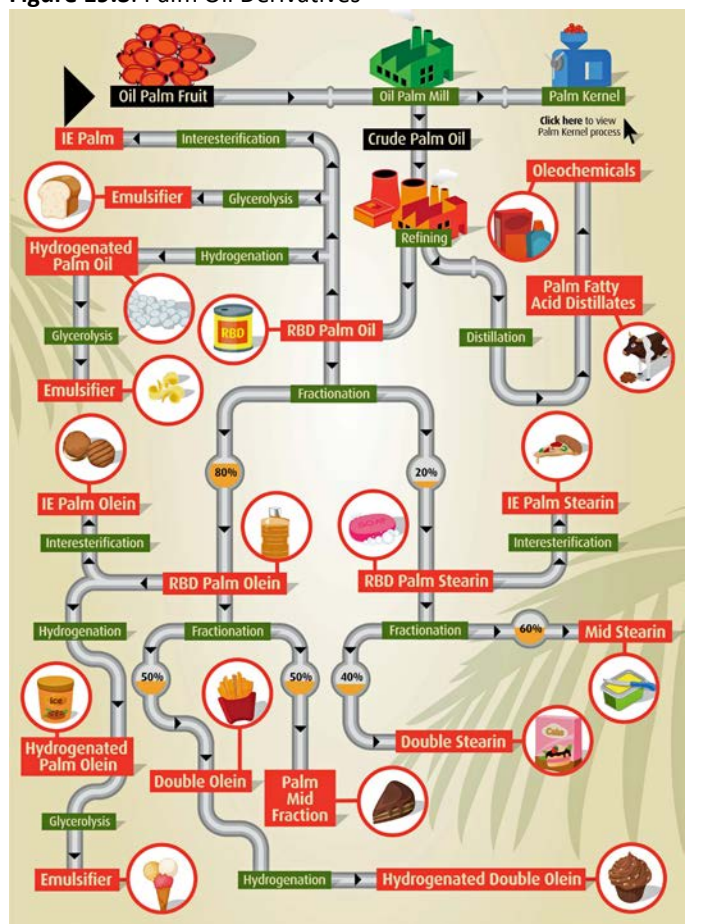 Figure 19.8: Palm Oil Derivatives
Oil Palm Fruit
Oil Palm Mill
Palm Kernel
Click here to view
Palm Kernel process
IE Palm
Interesterification
Crude Palm Oil
Emulsifier
Glycerolysis
Oleochemicals
Hydrogenated
Palm Oil
Hydrogenation
Refining
Palm Fatty
Acid Distillates
RBD
RBD Palm Oil
Glycerolysis
Distillation
Emulsifier
Fractionation
80%
20%
IE Palm Olein
IE Palm Stearin
Interesterification
Interesterification
RBD Palm Olein
RBD Palm Stearin
Hydrogenation
Fractionation
Fractionation
60%
Mid Stearin
50%
50%
40%
Hydrogenated
Palm Olein
Double Olein
Palm
Mid
Fraction
Double Stearin
Glycerolysis
Emulsifier
Hydrogenation
Hydrogenated Double Olein